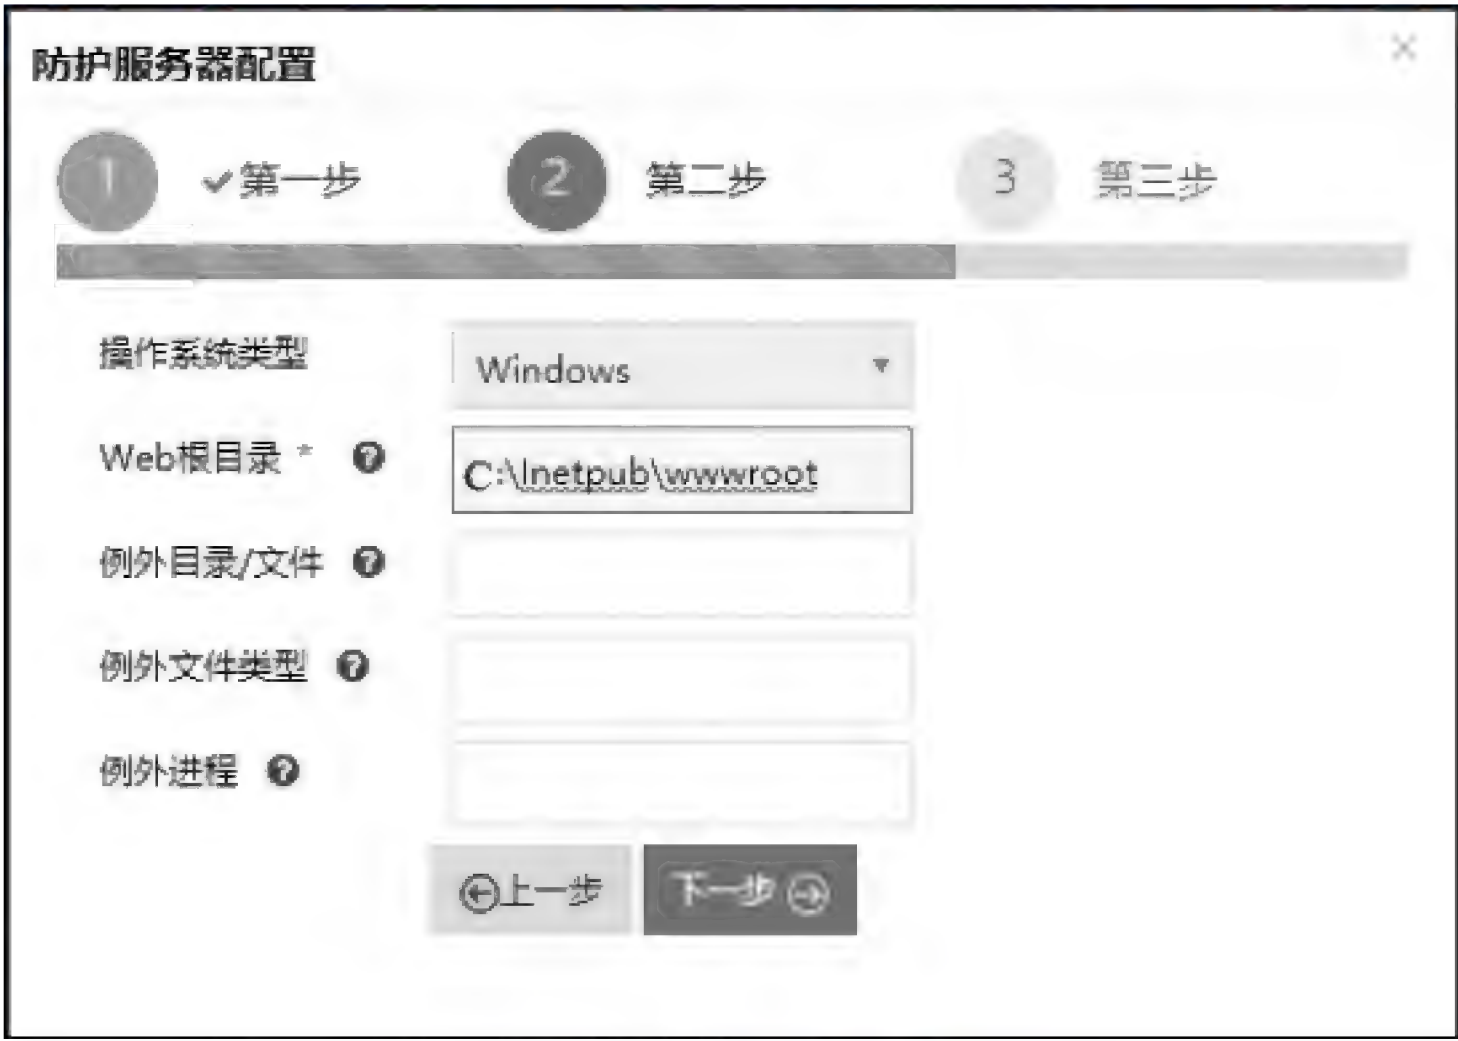 防护服务器配置
×
1 ✓第一步 2 第二步 3 第三步
操作系统类型 Windows
Web根目录 * ? C:\Inetpub\wwwroot
例外目录/文件 ?
例外文件类型 ?
例外进程 ?
上一步 下一步